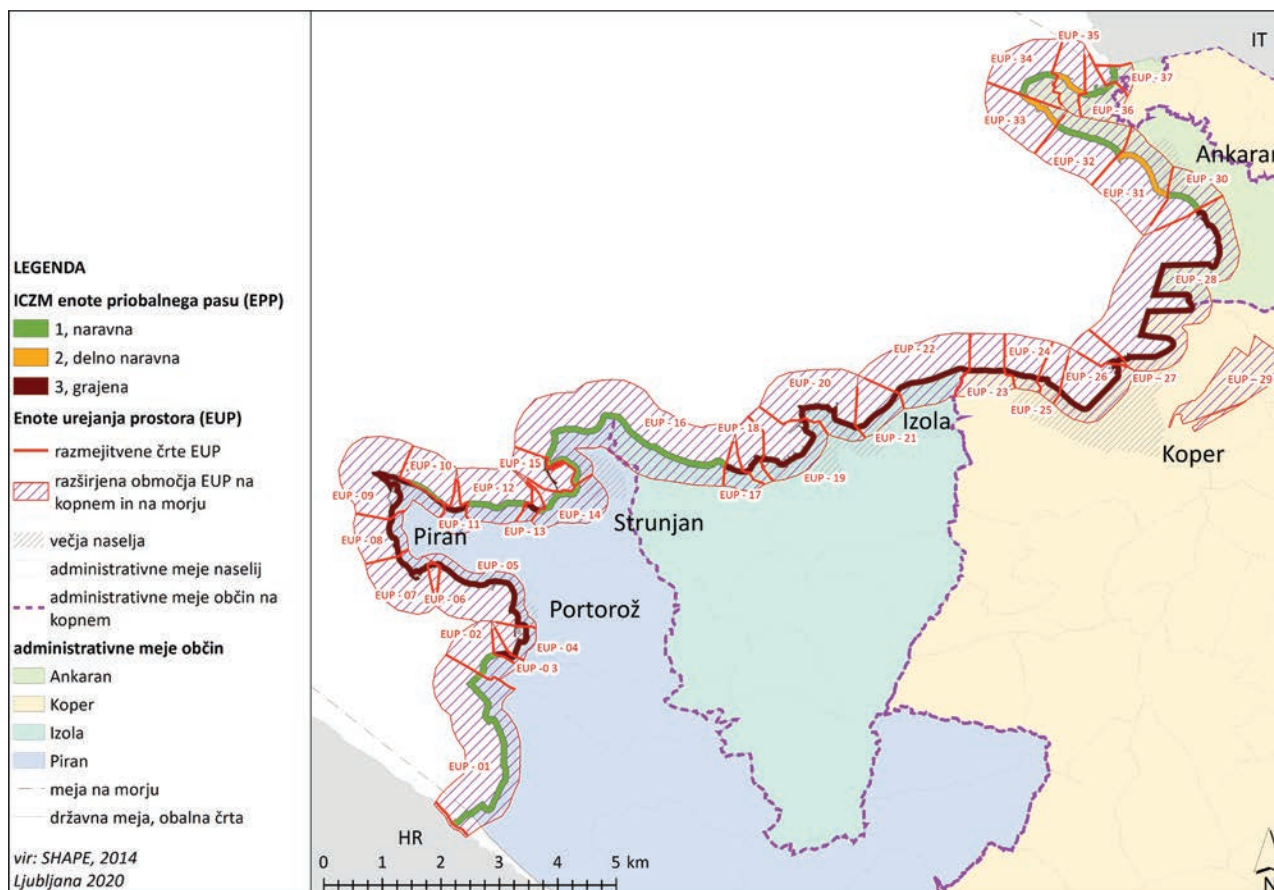 LEGENDA
ICZM enote priobalnega pasu (EPP)
1, naravna
2, delno naravna
3, grajena
Enote urejanja prostora (EUP)
razmejitvene črte EUP
razširjena območja EUP na
kopnem in na morju
večja naselja
administrativne meje naselij
administrativne meje občin na
kopnem
administrativne meje občin
Ankaran
Koper
Izola
Piran
meja na morju
državna meja, obalna črta
vir: SHAPE, 2014
Ljubljana 2020
IT
EUP - 35
EUP - 34
EUP - 37
EUP - 36
EUP - 33
EUP - 32
Ankaran
EUP - 30
EUP - 31
EUP - 28
EUP - 22
EUP - 24
EUP - 26
EUP - 27
EUP - 29
EUP - 20
EUP - 23
EUP - 25
EUP - 16
EUP - 18
Izola
EUP - 21
Koper
EUP - 15
EUP - 10
EUP - 19
EUP - 17
EUP - 12
EUP - 09
EUP - 11
EUP - 13
EUP - 14
Strunjan
Piran
EUP - 08
EUP - 05
EUP - 07
EUP - 06
Portorož
EUP - 02
EUP - 04
EUP -0 3
EUP - 01
HR
0 1 2 3 4 5 km
N